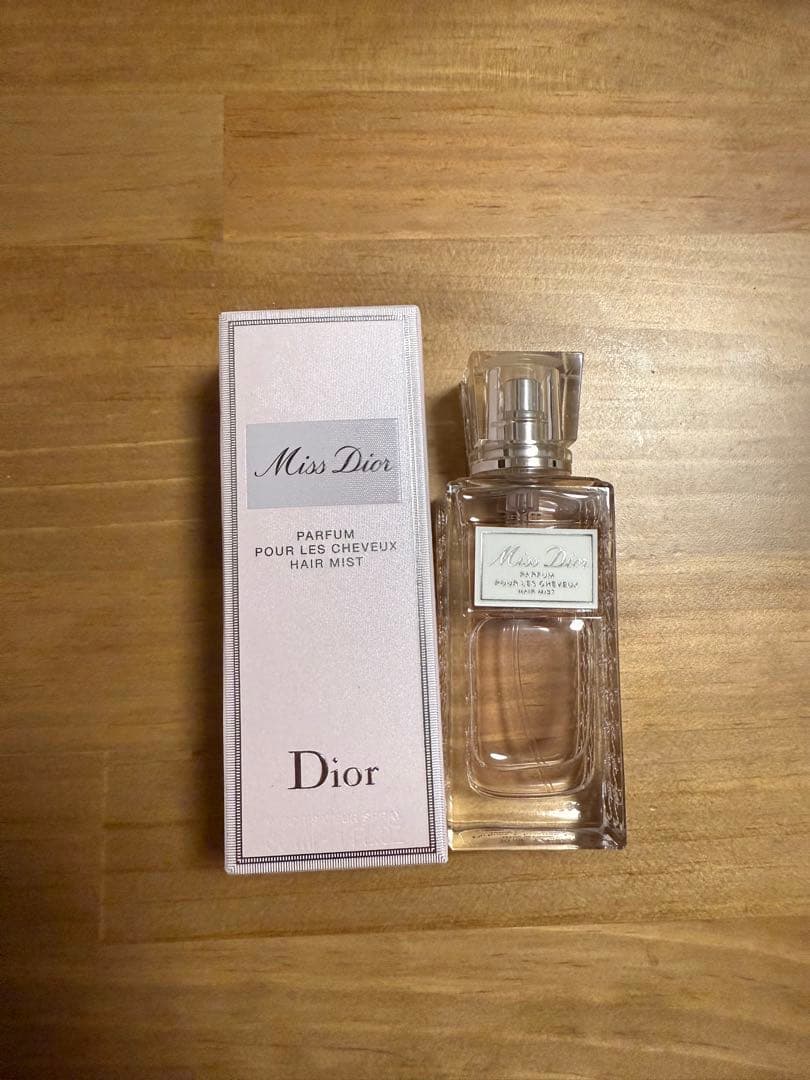 Miss Dior
PARFUM
POUR LES CHEVEUX
HAIR MIST
Dior
Miss Dior
PARFUM
POUR LES CHEVEUX
HAIR MIST